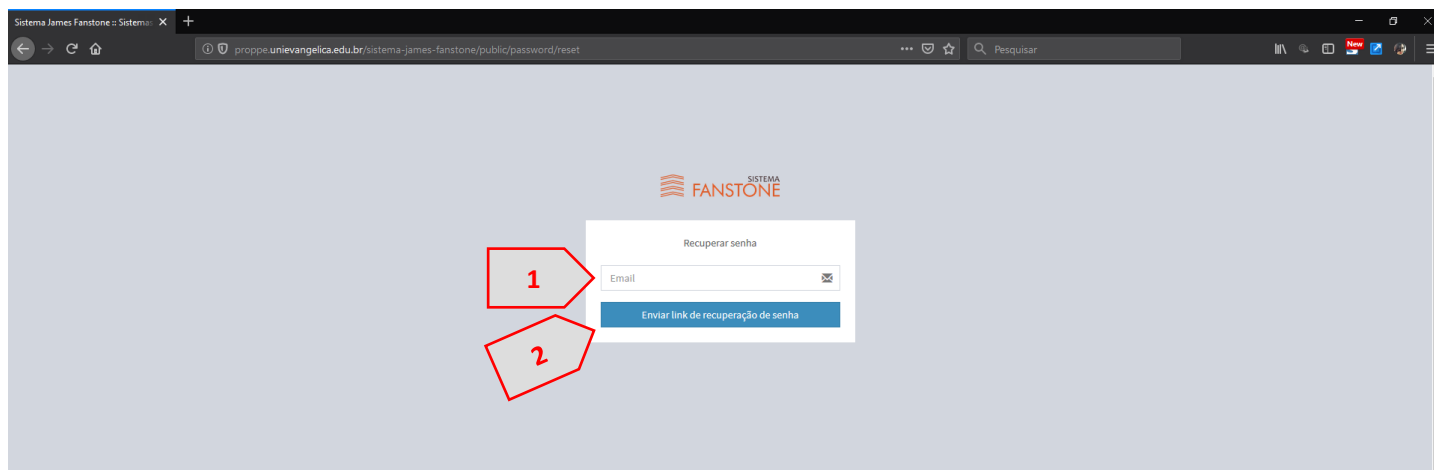 Sistema James Fanstone :: Sistemas
proppe.unievangelica.edu.br/sistema-james-fanstone/public/password/reset
Pesquisar
New
SISTEMA
FANSTONE
Recuperar senha
1
Email
Enviar link de recuperação de senha
2